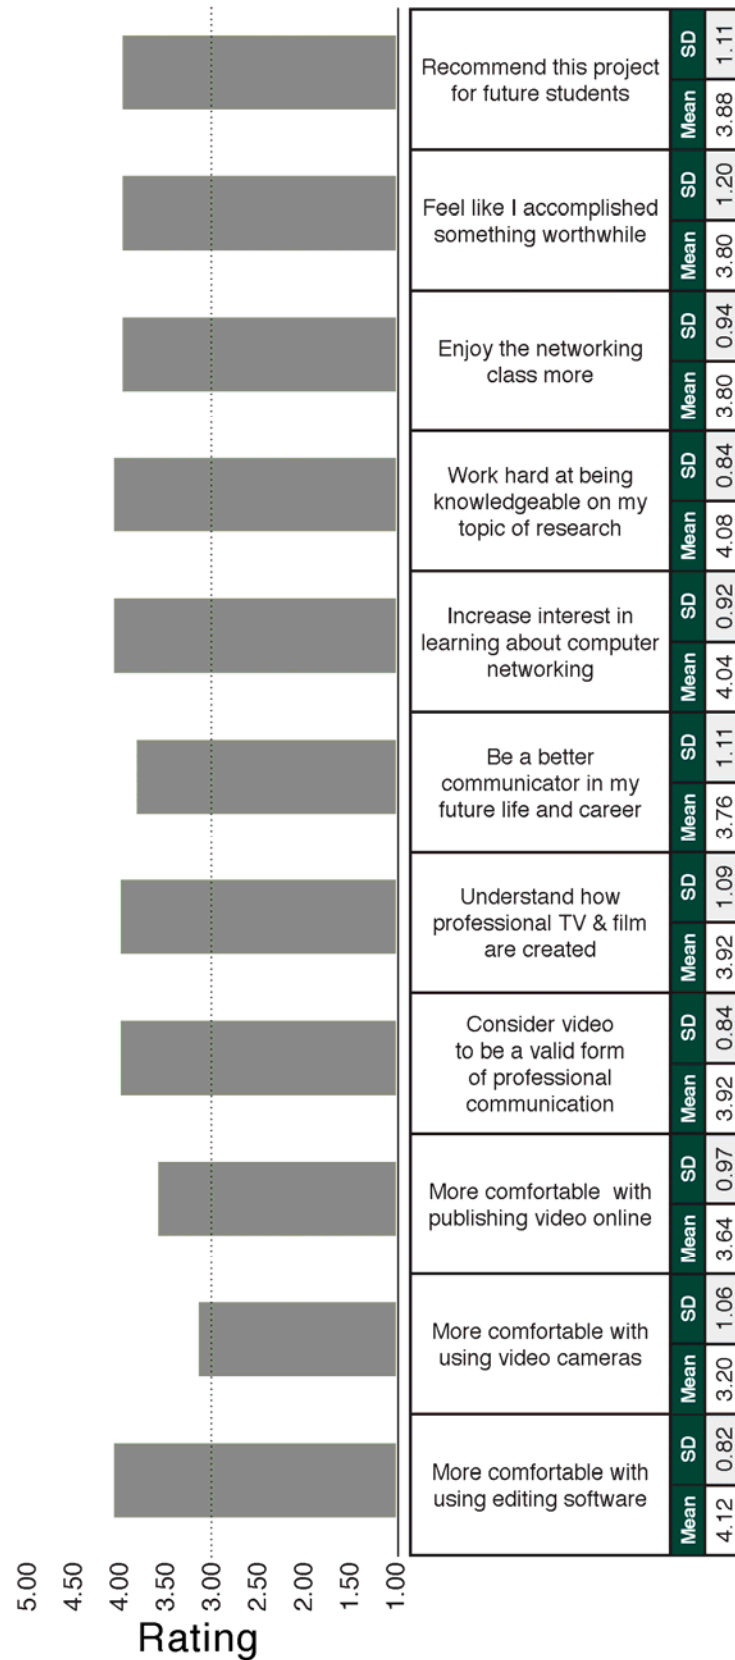 Recommend this project
for future students
SD
1.11
Mean
3.88
Feel like I accomplished
something worthwhile
SD
1.20
Mean
3.80
Enjoy the networking
class more
SD
0.94
Mean
3.80
Work hard at being
knowledgeable on my
topic of research
SD
0.84
Mean
4.08
Increase interest in
learning about computer
networking
SD
0.92
Mean
4.04
Be a better
communicator in my
future life and career
SD
1.11
Mean
3.76
Understand how
professional TV & film
are created
SD
1.09
Mean
3.92
Consider video
to be a valid form
of professional
communication
SD
0.84
Mean
3.92
More comfortable with
publishing video online
SD
0.97
Mean
3.64
More comfortable with
using video cameras
SD
1.06
Mean
3.20
More comfortable with
using editing software
SD
0.82
Mean
4.12
5.00
4.50
4.00
3.50
3.00
2.50
2.00
1.50
1.00
Rating